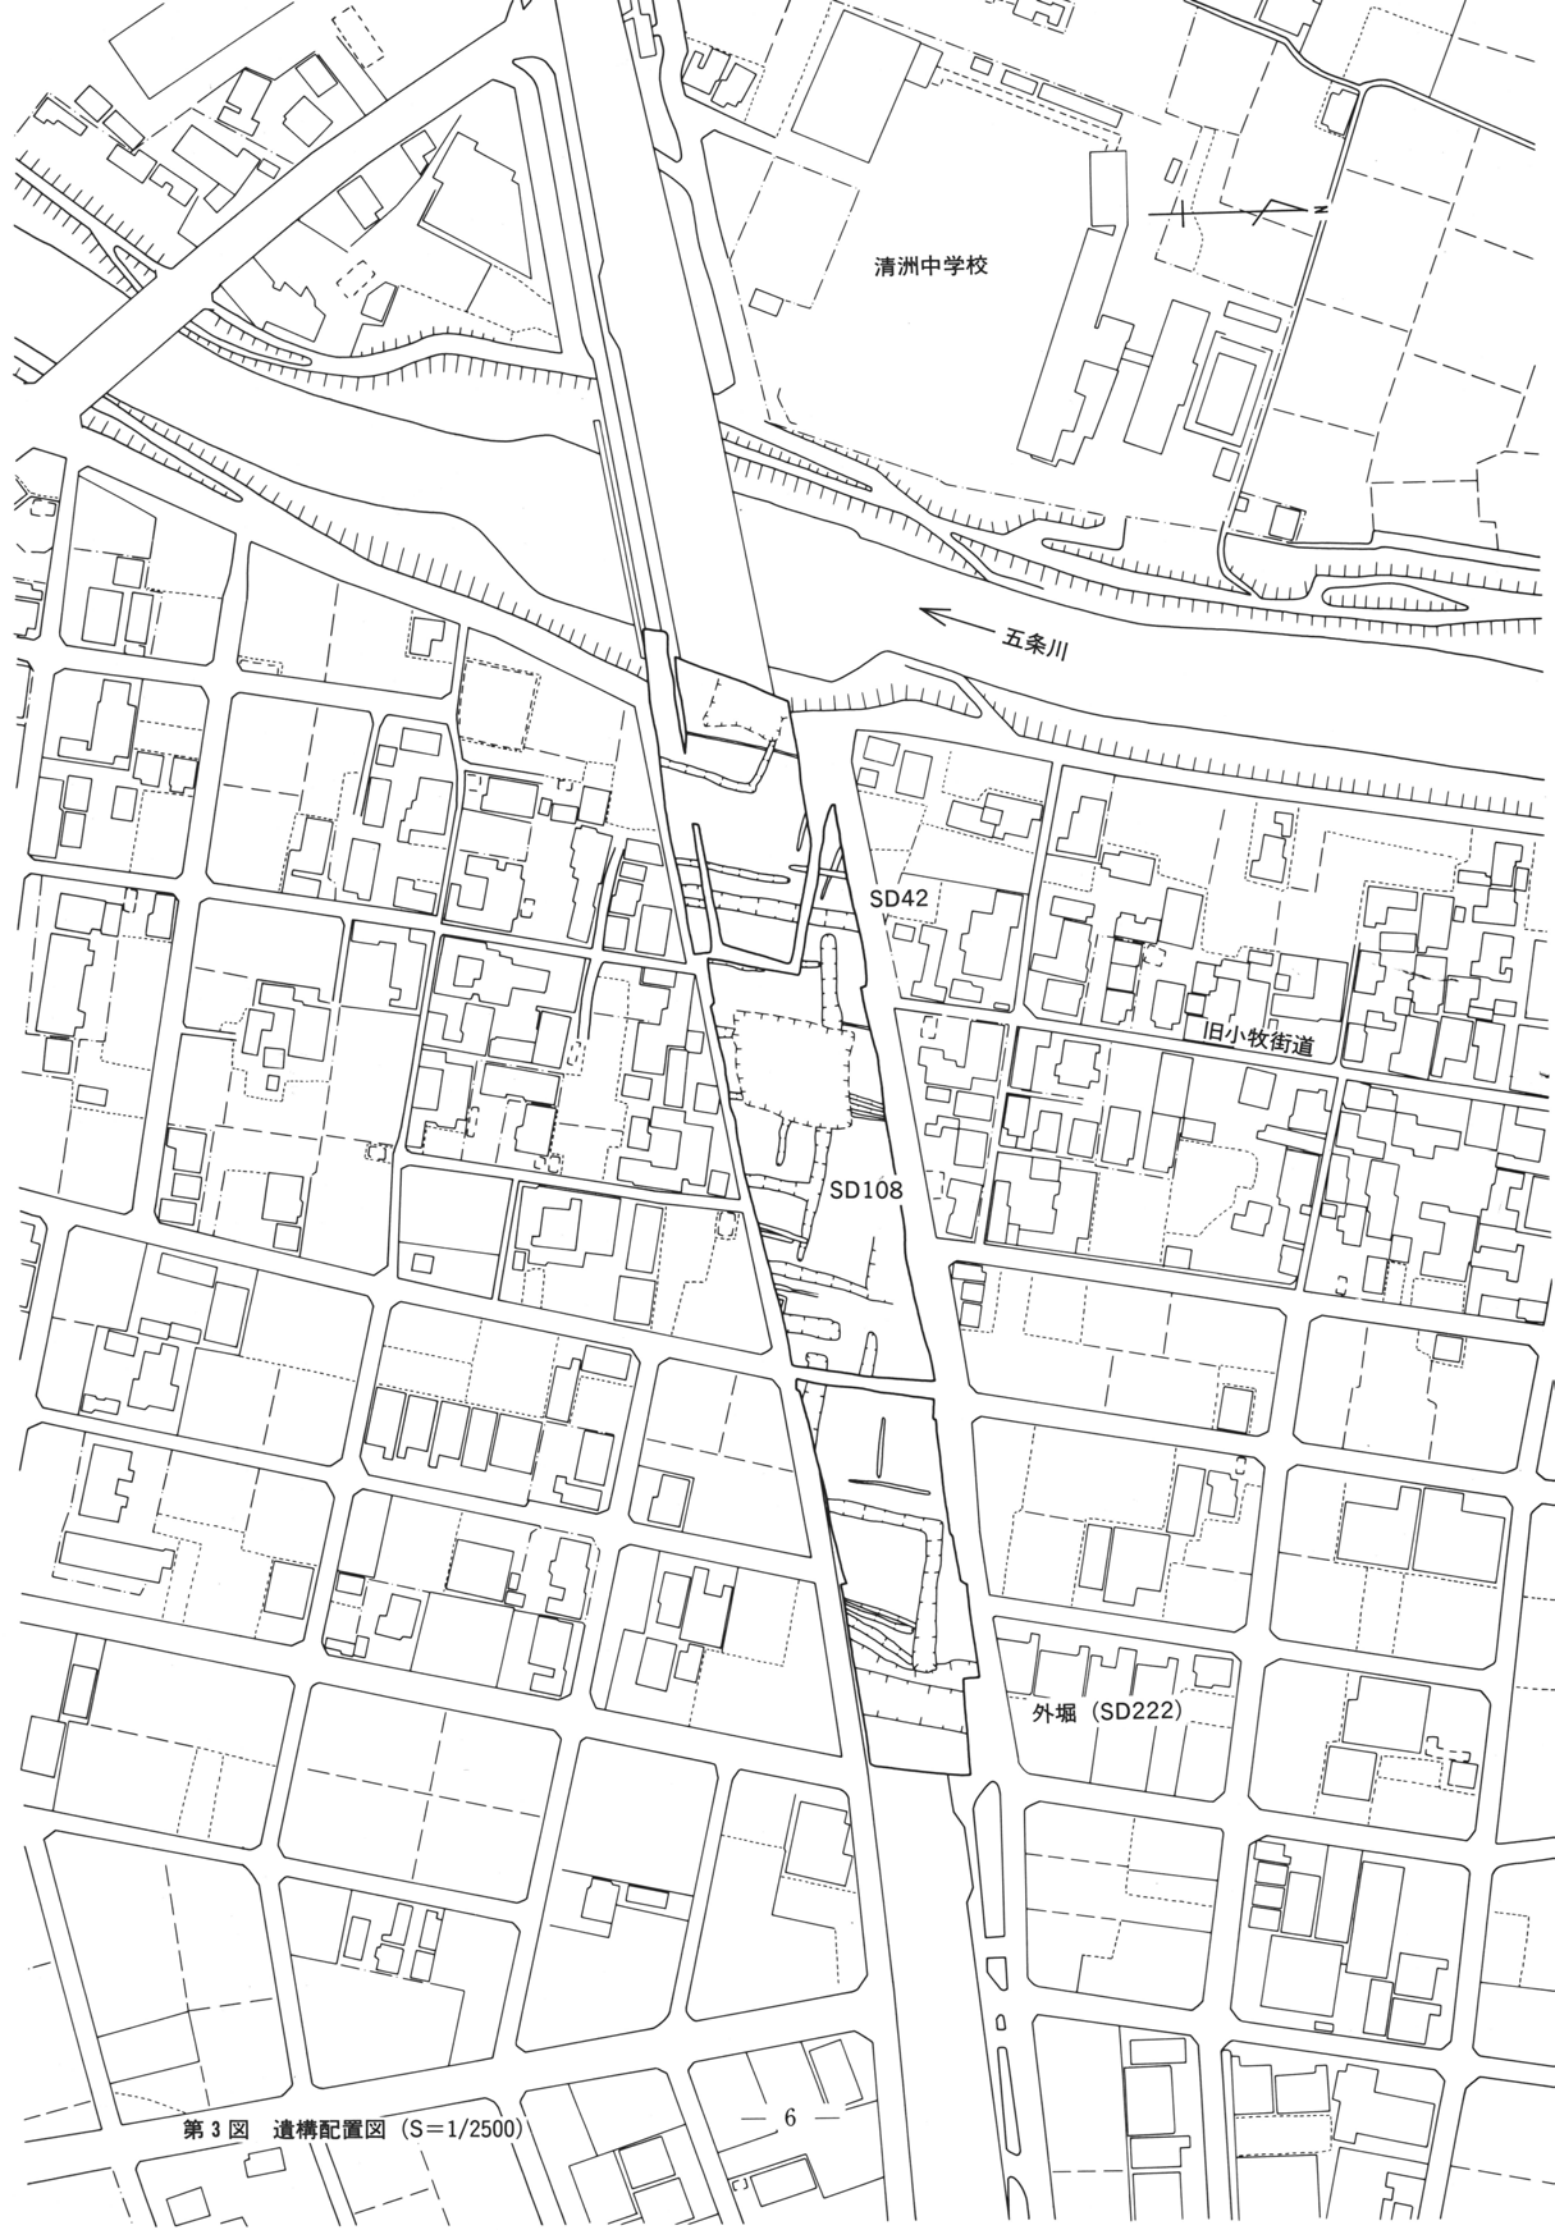 N
清洲中学校
五条川
SD42
旧小牧街道
SD108
外堀（SD222）
第3図　遺構配置図（S＝1/2500）
— 6 —